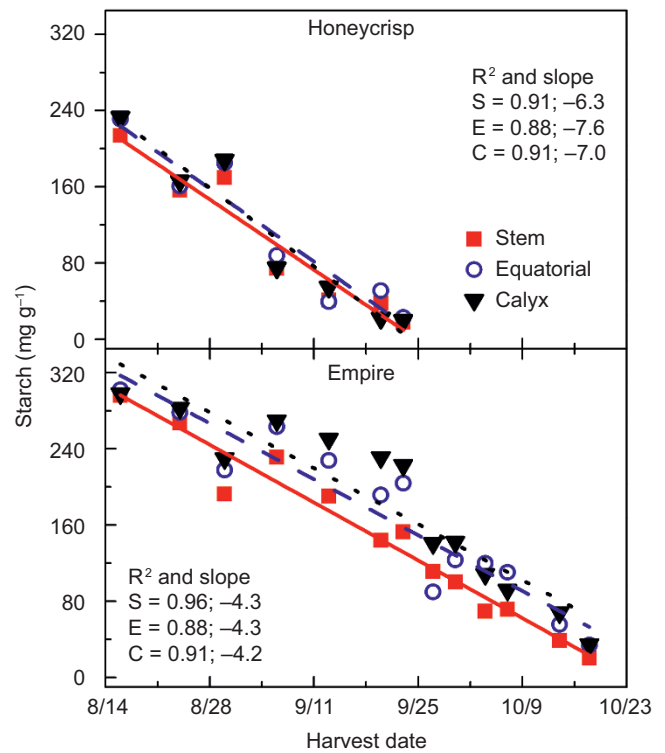 Honeycrisp
R² and slope
S = 0.91; –6.3
E = 0.88; –7.6
C = 0.91; –7.0
Stem
Equatorial
Calyx
320
240
160
80
0
Starch (mg g⁻¹)
Empire
320
240
160
80
0
R² and slope
S = 0.96; –4.3
E = 0.88; –4.3
C = 0.91; –4.2
8/14 8/28 9/11 9/25 10/9 10/23
Harvest date